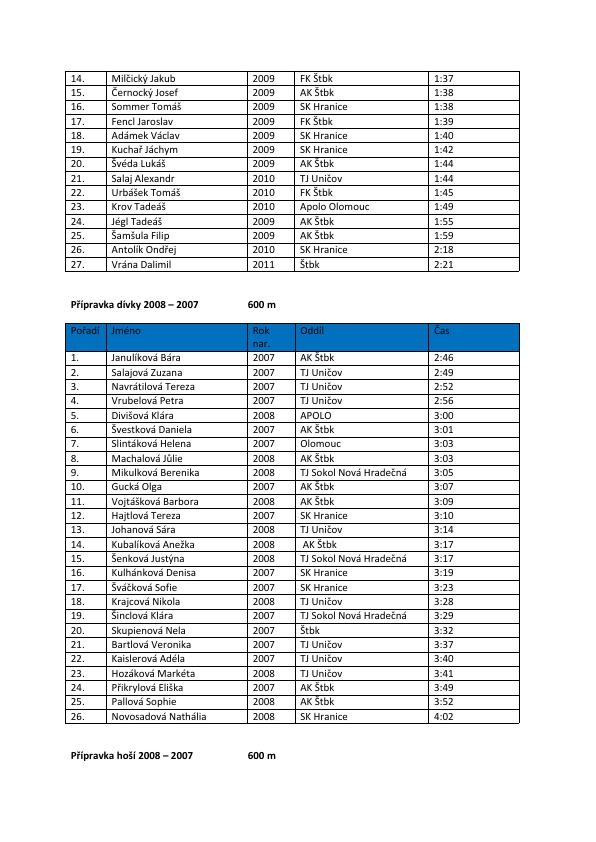 14. Milčický Jakub 2009 FK Štbk 1:37
15. Černocký Josef 2009 AK Štbk 1:38
16. Sommer Tomáš 2009 SK Hranice 1:38
17. Fencl Jaroslav 2009 FK Štbk 1:39
18. Adámek Václav 2009 SK Hranice 1:40
19. Kuchař Jáchym 2009 SK Hranice 1:42
20. Švéda Lukáš 2009 AK Štbk 1:44
21. Salaj Alexandr 2010 TJ Uničov 1:44
22. Urbášek Tomáš 2010 FK Štbk 1:45
23. Krov Tadeáš 2010 Apolo Olomouc 1:49
24. Jégl Tadeáš 2009 AK Štbk 1:55
25. Šamšula Filip 2009 AK Štbk 1:59
26. Antolík Ondřej 2010 SK Hranice 2:18
27. Vrána Dalimil 2011 Štbk 2:21
Přípravka dívky 2008 – 2007 600 m
Pořadí Jméno Rok Oddíl Čas
nar.
1. Janulíková Bára 2007 AK Štbk 2:46
2. Salajová Zuzana 2007 TJ Uničov 2:49
3. Navrátilová Tereza 2007 TJ Uničov 2:52
4. Vrubelová Petra 2007 TJ Uničov 2:56
5. Divišová Klára 2008 APOLO 3:00
6. Švestková Daniela 2007 AK Štbk 3:01
7. Slintáková Helena 2007 Olomouc 3:03
8. Machalová Jůlie 2008 AK Štbk 3:03
9. Mikulková Berenika 2008 TJ Sokol Nová Hradečná 3:05
10. Gucká Olga 2007 AK Štbk 3:07
11. Vojtášková Barbora 2008 AK Štbk 3:09
12. Hajtlová Tereza 2007 SK Hranice 3:10
13. Johanová Sára 2008 TJ Uničov 3:14
14. Kubalíková Anežka 2008 AK Štbk 3:17
15. Šenková Justýna 2008 TJ Sokol Nová Hradečná 3:17
16. Kulhánková Denisa 2007 SK Hranice 3:19
17. Šváčková Sofie 2007 SK Hranice 3:23
18. Krajcová Nikola 2008 TJ Uničov 3:28
19. Šinclová Klára 2007 TJ Sokol Nová Hradečná 3:29
20. Skupienová Nela 2007 Štbk 3:32
21. Bartlová Veronika 2007 TJ Uničov 3:37
22. Kaislerová Adéla 2007 TJ Uničov 3:40
23. Hozáková Markéta 2008 TJ Uničov 3:41
24. Přikrylová Eliška 2007 AK Štbk 3:49
25. Pallová Sophie 2008 AK Štbk 3:52
26. Novosadová Nathália 2008 SK Hranice 4:02
Přípravka hoší 2008 – 2007 600 m